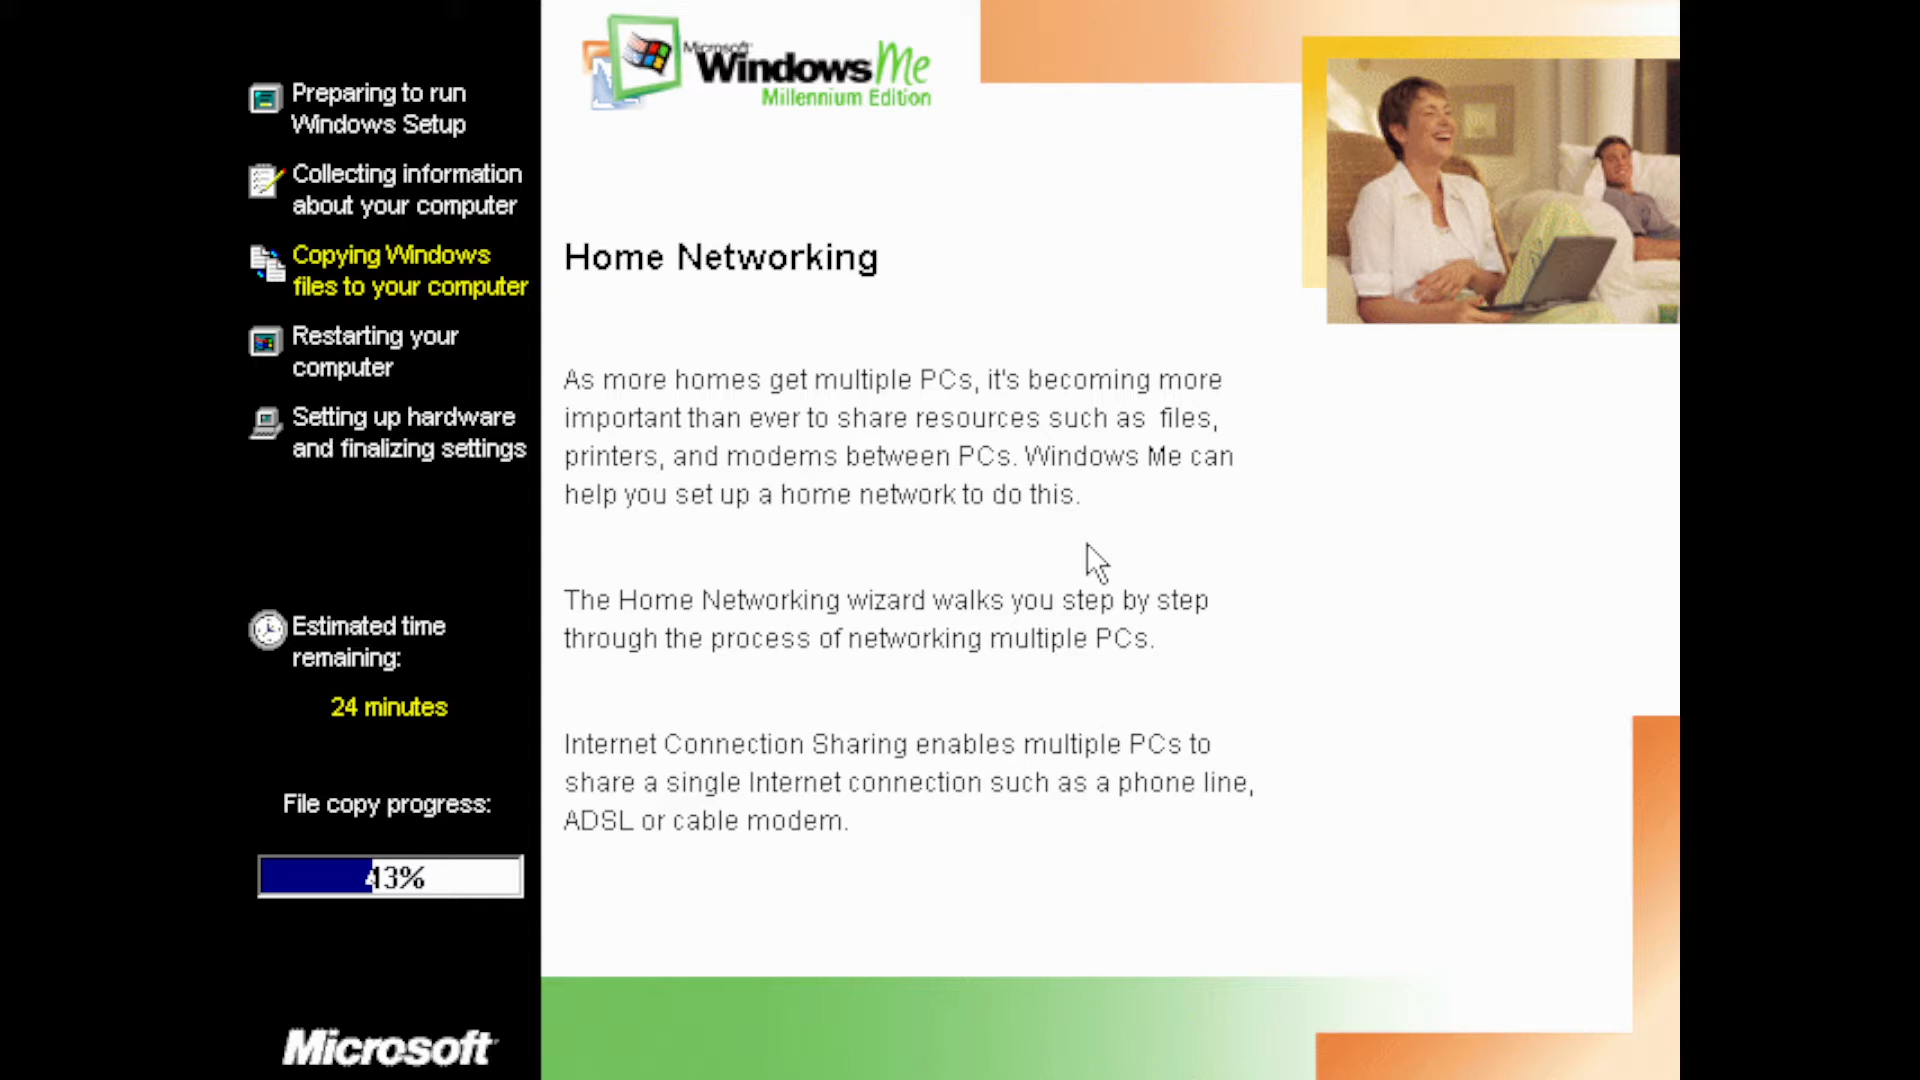 Preparing to run
Windows Setup
Collecting information
about your computer
Copying Windows
files to your computer
Restarting your
computer
Setting up hardware
and finalizing settings
Estimated time
remaining:
24 minutes
File copy progress:
43%
Microsoft
Microsoft
Windows Me
Millennium Edition
Home Networking
As more homes get multiple PCs, it's becoming more
important than ever to share resources such as files,
printers, and modems between PCs. Windows Me can
help you set up a home network to do this.
The Home Networking wizard walks you step by step
through the process of networking multiple PCs.
Internet Connection Sharing enables multiple PCs to
share a single Internet connection such as a phone line,
ADSL or cable modem.